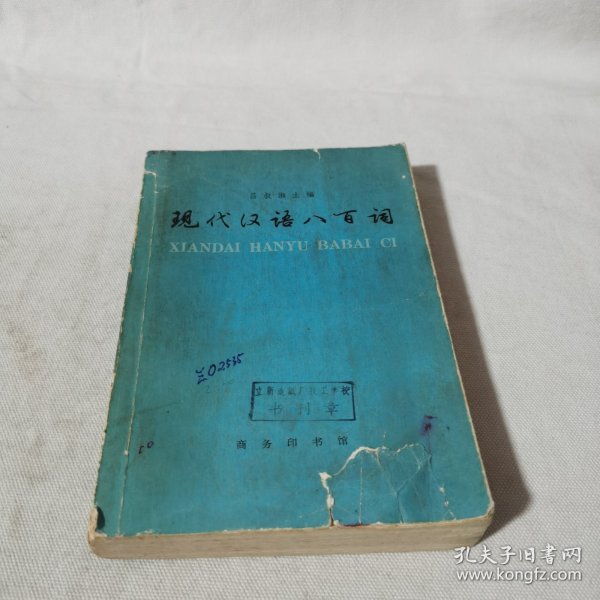 吕叔湘主编
现代汉语八百词
XIANDAI HANYU BABAI CI
02535
书刊章
商务印书馆
孔夫子旧书网
www.kongfz.com